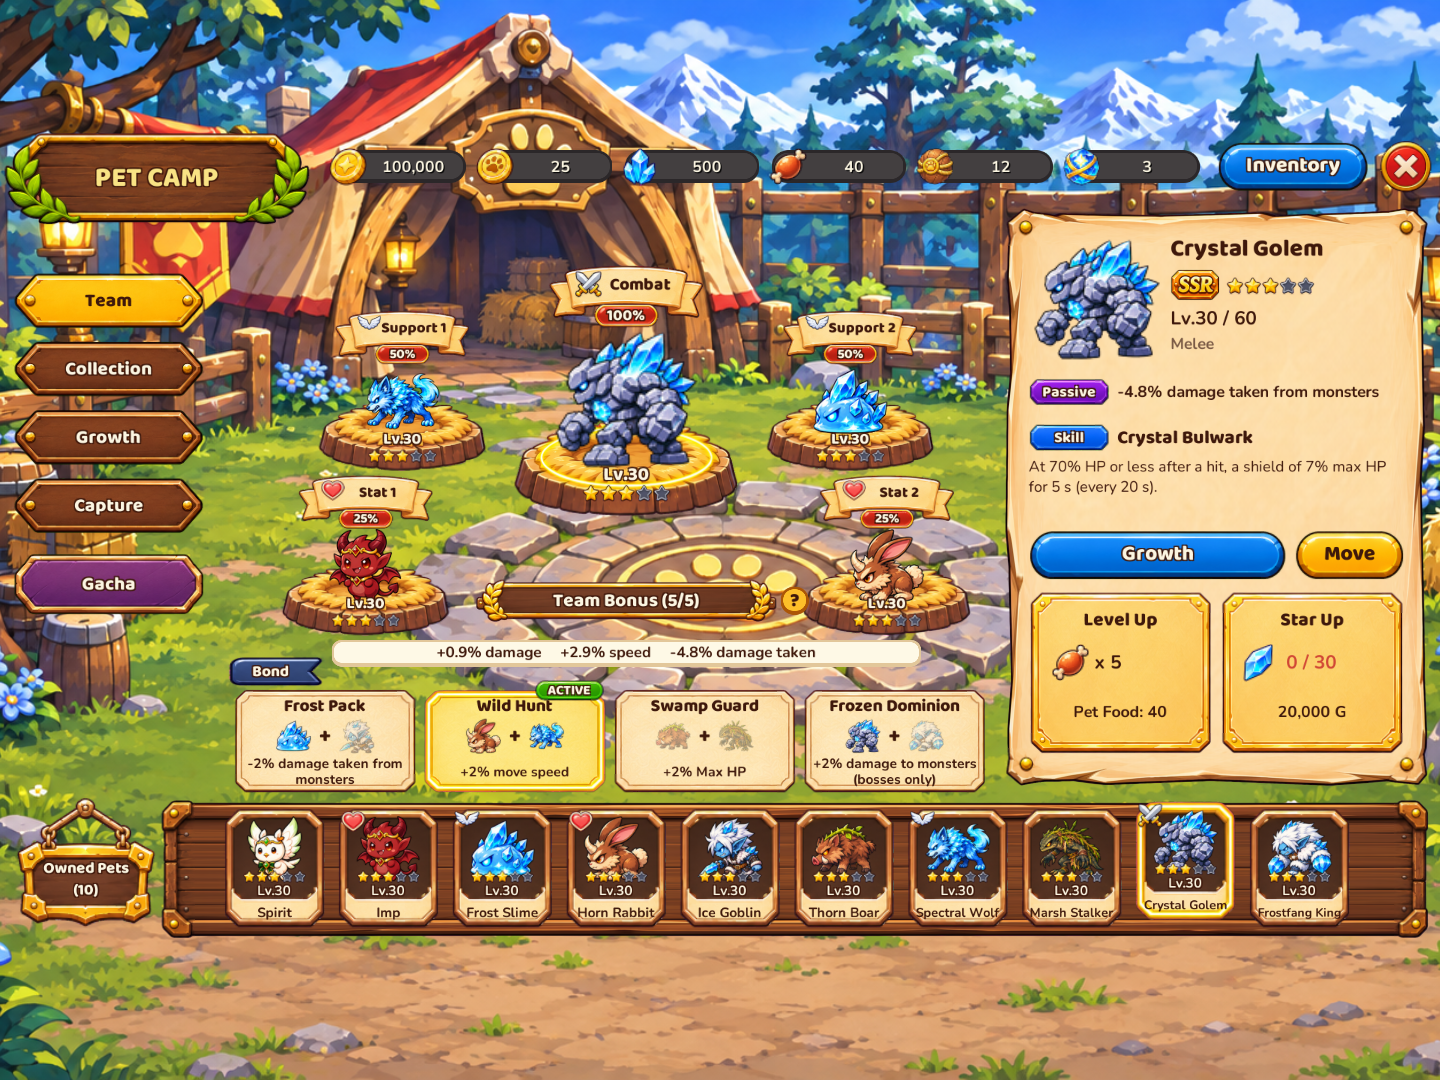 PET CAMP
100,000
25
500
40
12
3
Inventory
Team
Collection
Growth
Capture
Gacha
Combat
100%
Support 1
50%
Support 2
50%
Lv.30
Lv.30
Lv.30
Stat 1
25%
Stat 2
25%
Lv.30
Lv.30
Team Bonus (5/5)
?
+0.9% damage +2.9% speed -4.8% damage taken
Crystal Golem
SSR
Lv.30 / 60
Melee
Passive -4.8% damage taken from monsters
Skill Crystal Bulwark
At 70% HP or less after a hit, a shield of 7% max HP
for 5 s (every 20 s).
Growth
Move
Level Up
x 5
Pet Food: 40
Star Up
0 / 30
20,000 G
Bond
Frost Pack
+
-2% damage taken from
monsters
ACTIVE
Wild Hunt
+
+2% move speed
Swamp Guard
+
+2% Max HP
Frozen Dominion
+
+2% damage to monsters
(bosses only)
Owned Pets
(10)
Lv.30
Spirit
Lv.30
Imp
Lv.30
Frost Slime
Lv.30
Horn Rabbit
Lv.30
Ice Goblin
Lv.30
Thorn Boar
Lv.30
Spectral Wolf
Lv.30
Marsh Stalker
Lv.30
Crystal Golem
Lv.30
Frostfang King